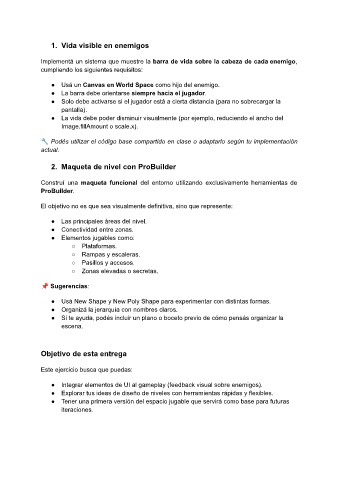 1. Vida visible en enemigos
Implementá un sistema que muestre la barra de vida sobre la cabeza de cada enemigo,
cumpliendo los siguientes requisitos:
● Usá un Canvas en World Space como hijo del enemigo.
● La barra debe orientarse siempre hacia el jugador.
● Solo debe activarse si el jugador está a cierta distancia (para no sobrecargar la
pantalla).
● La vida debe poder disminuir visualmente (por ejemplo, reduciendo el ancho del
Image.fillAmount o scale.x).
🔧 Podés utilizar el código base compartido en clase o adaptarlo según tu implementación
actual.
2. Maqueta de nivel con ProBuilder
Construí una maqueta funcional del entorno utilizando exclusivamente herramientas de
ProBuilder.
El objetivo no es que sea visualmente definitiva, sino que represente:
● Las principales áreas del nivel.
● Conectividad entre zonas.
● Elementos jugables como:
○ Plataformas.
○ Rampas y escaleras.
○ Pasillos y accesos.
○ Zonas elevadas o secretas.
📌 Sugerencias:
● Usá New Shape y New Poly Shape para experimentar con distintas formas.
● Organizá la jerarquía con nombres claros.
● Si te ayuda, podés incluir un plano o boceto previo de cómo pensás organizar la
escena.
Objetivo de esta entrega
Este ejercicio busca que puedas:
● Integrar elementos de UI al gameplay (feedback visual sobre enemigos).
● Explorar tus ideas de diseño de niveles con herramientas rápidas y flexibles.
● Tener una primera versión del espacio jugable que servirá como base para futuras
iteraciones.